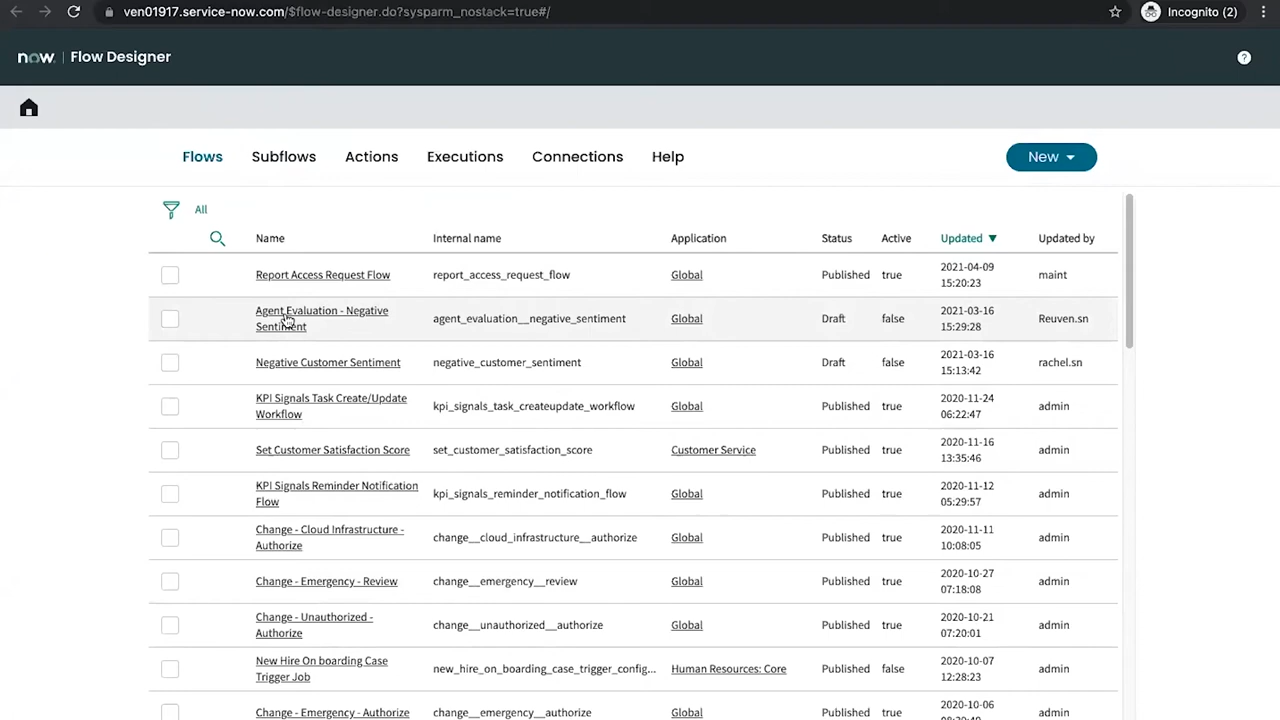 ven01917.service-now.com/$flow-designer.do?sysparm_nostack=true#/
Incognito (2)
now. Flow Designer
?
Flows Subflows Actions Executions Connections Help New
All
Name Internal name Application Status Active Updated Updated by
Report Access Request Flow report_access_request_flow Global Published true 2021-04-09 15:20:23 maint
Agent Evaluation - Negative
Sentiment agent_evaluation__negative_sentiment Global Draft false 2021-03-16 15:29:28 Reuven.sn
Negative Customer Sentiment negative_customer_sentiment Global Draft false 2021-03-16 15:13:42 rachel.sn
KPI Signals Task Create/Update
Workflow kpi_signals_task_createupdate_workflow Global Published true 2020-11-24 06:22:47 admin
Set Customer Satisfaction Score set_customer_satisfaction_score Customer Service Published true 2020-11-16 13:35:46 admin
KPI Signals Reminder Notification
Flow kpi_signals_reminder_notification_flow Global Published true 2020-11-12 05:29:57 admin
Change - Cloud Infrastructure -
Authorize change__cloud_infrastructure__authorize Global Published true 2020-11-11 10:08:05 admin
Change - Emergency - Review change__emergency__review Global Published true 2020-10-27 07:18:08 admin
Change - Unauthorized -
Authorize change__unauthorized__authorize Global Published true 2020-10-21 07:20:01 admin
New Hire On boarding Case
Trigger Job new_hire_on_boarding_case_trigger_config... Human Resources: Core Published false 2020-10-07 12:28:23 admin
Change - Emergency - Authorize change__emergency__authorize Global Published true 2020-10-06 admin